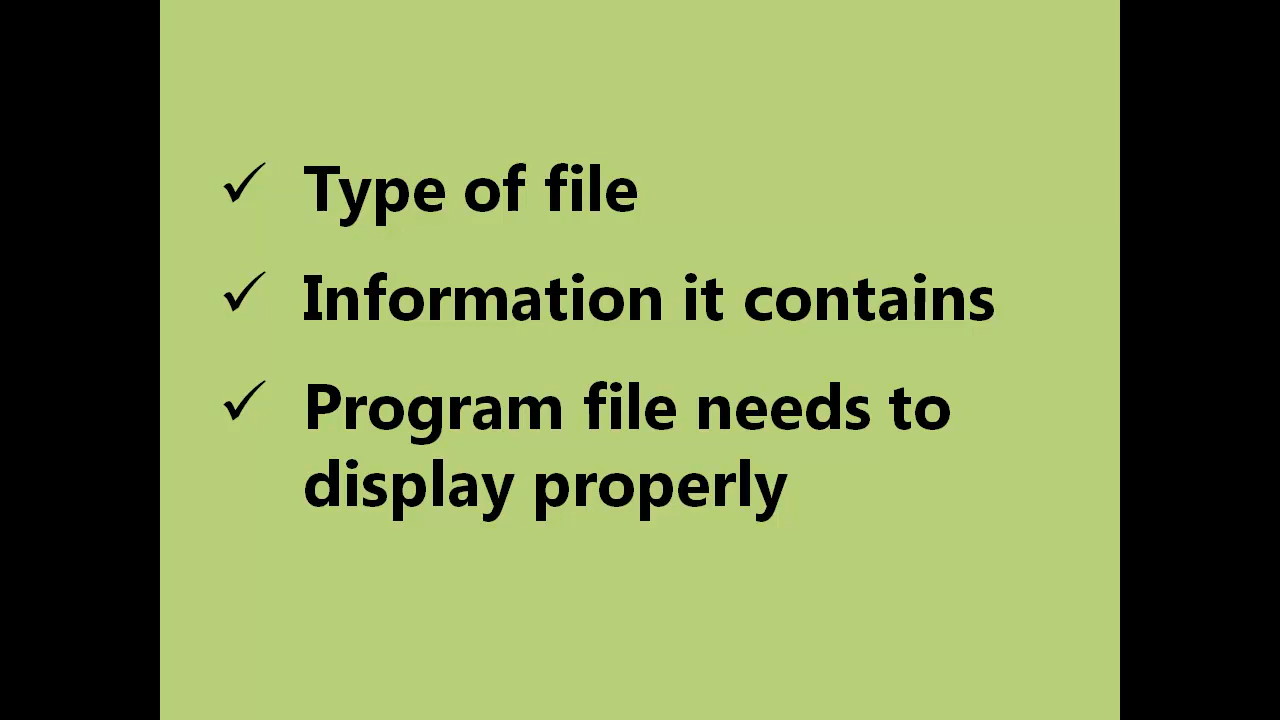 ✓ Type of file
✓ Information it contains
✓ Program file needs to
display properly